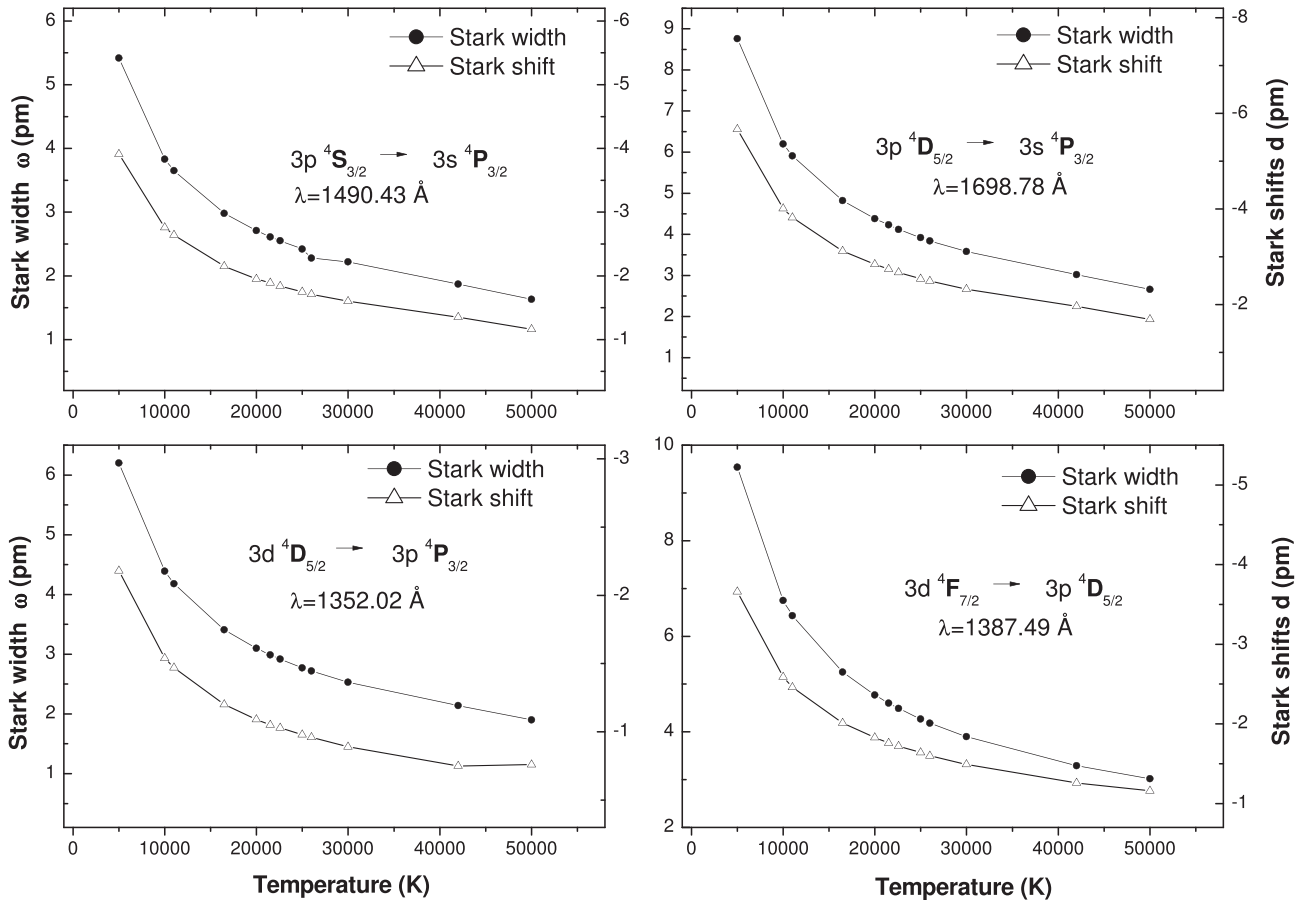 Stark width
Stark shift
3p ⁴S₃/₂ → 3s ⁴P₃/₂
λ=1490.43 Å
Stark width ω (pm)
6
5
4
3
2
1
-6
-5
-4
-3
-2
-1
0 10000 20000 30000 40000 50000
Stark width
Stark shift
3p ⁴D₅/₂ → 3s ⁴P₃/₂
λ=1698.78 Å
9
8
7
6
5
4
3
2
1
-8
-6
-4
-2
Stark shifts d (pm)
0 10000 20000 30000 40000 50000
Stark width
Stark shift
3d ⁴D₅/₂ → 3p ⁴P₃/₂
λ=1352.02 Å
Stark width ω (pm)
6
5
4
3
2
1
-3
-2
-1
0 10000 20000 30000 40000 50000
Temperature (K)
Stark width
Stark shift
3d ⁴F₇/₂ → 3p ⁴D₅/₂
λ=1387.49 Å
10
8
6
4
2
-5
-4
-3
-2
-1
Stark shifts d (pm)
0 10000 20000 30000 40000 50000
Temperature (K)